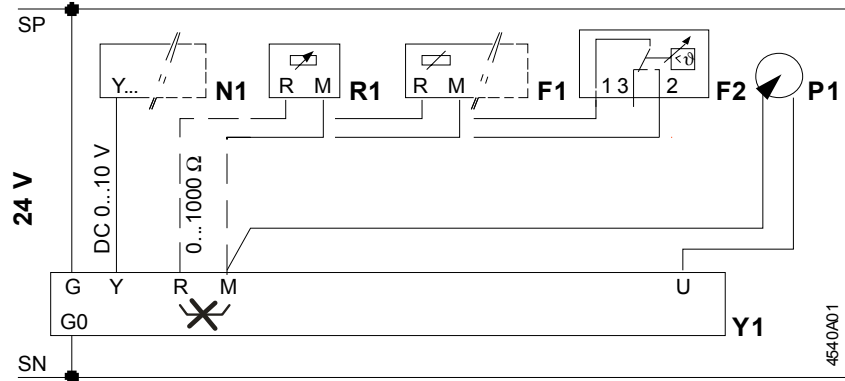 SP
Y... N1
R M R1
R M F1
1 3 2 F2
<ϑ
P1
24 V
DC 0...10 V
0...1000 Ω
G Y R M U
G0
Y1
SN
4540A01